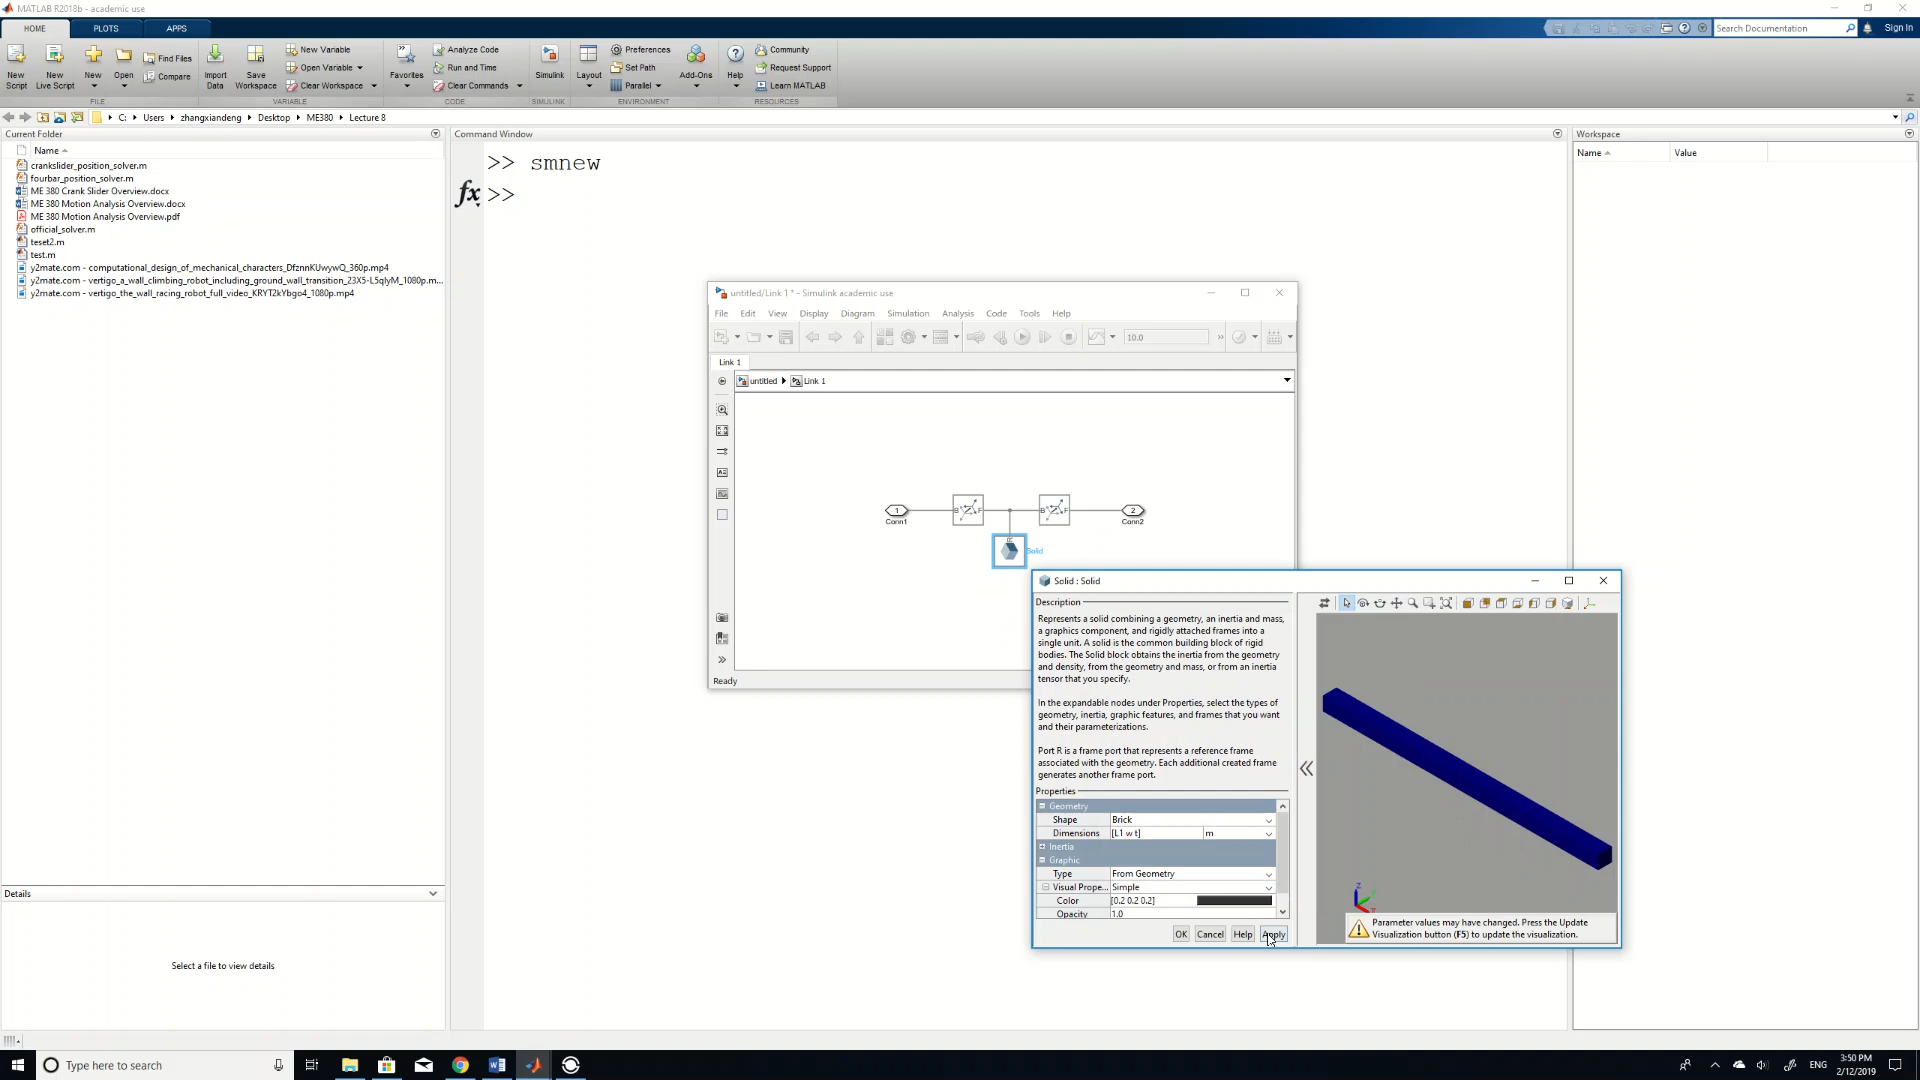 MATLAB R2018b - academic use
HOME PLOTS APPS
Search Documentation
Sign In
New Script
New Live Script
New
Open
Find Files
Compare
Import Data
Save Workspace
New Variable
Open Variable
Clear Workspace
Favorites
Analyze Code
Run and Time
Clear Commands
Simulink
Layout
Preferences
Set Path
Parallel
Add-Ons
Help
Community
Request Support
Learn MATLAB
FILE VARIABLE CODE SIMULINK ENVIRONMENT RESOURCES
C: Users zhangxiandeng Desktop ME380 Lecture 8
Current Folder
Name
crankslider_position_solver.m
fourbar_position_solver.m
ME 380 Crank Slider Overview.docx
ME 380 Motion Analysis Overview.docx
ME 380 Motion Analysis Overview.pdf
official_solver.m
teset2.m
test.m
y2mate.com - computational_design_of_mechanical_characters_DfznnKUwywQ_360p.mp4
y2mate.com - vertigo_a_wall_climbing_robot_including_ground_wall_transition_23X5-L5qIyM_1080p.m...
y2mate.com - vertigo_the_wall_racing_robot_full_video_KRYT2kYbgo4_1080p.mp4
Details
Select a file to view details
Command Window
>> smnew
fx >>
Workspace
Name Value
untitled/Link 1 * - Simulink academic use
File Edit View Display Diagram Simulation Analysis Code Tools Help
10.0
Link 1
untitled Link 1
1
Conn1
B F
B F
2
Conn2
R
Solid
Ready
Solid : Solid
Description
Represents a solid combining a geometry, an inertia and mass,
a graphics component, and rigidly attached frames into a
single unit. A solid is the common building block of rigid
bodies. The Solid block obtains the inertia from the geometry
and density, from the geometry and mass, or from an inertia
tensor that you specify.
In the expandable nodes under Properties, select the types of
geometry, inertia, graphic features, and frames that you want
and their parameterizations.
Port R is a frame port that represents a reference frame
associated with the geometry. Each additional created frame
generates another frame port.
Properties
Geometry
Shape Brick
Dimensions [L1 w t] m
Inertia
Graphic
Type From Geometry
Visual Prope... Simple
Color [0.2 0.2 0.2]
Opacity 1.0
OK Cancel Help Apply
Z
Parameter values may have changed. Press the Update
Visualization button (F5) to update the visualization.
Type here to search
ENG
3:50 PM
2/12/2019